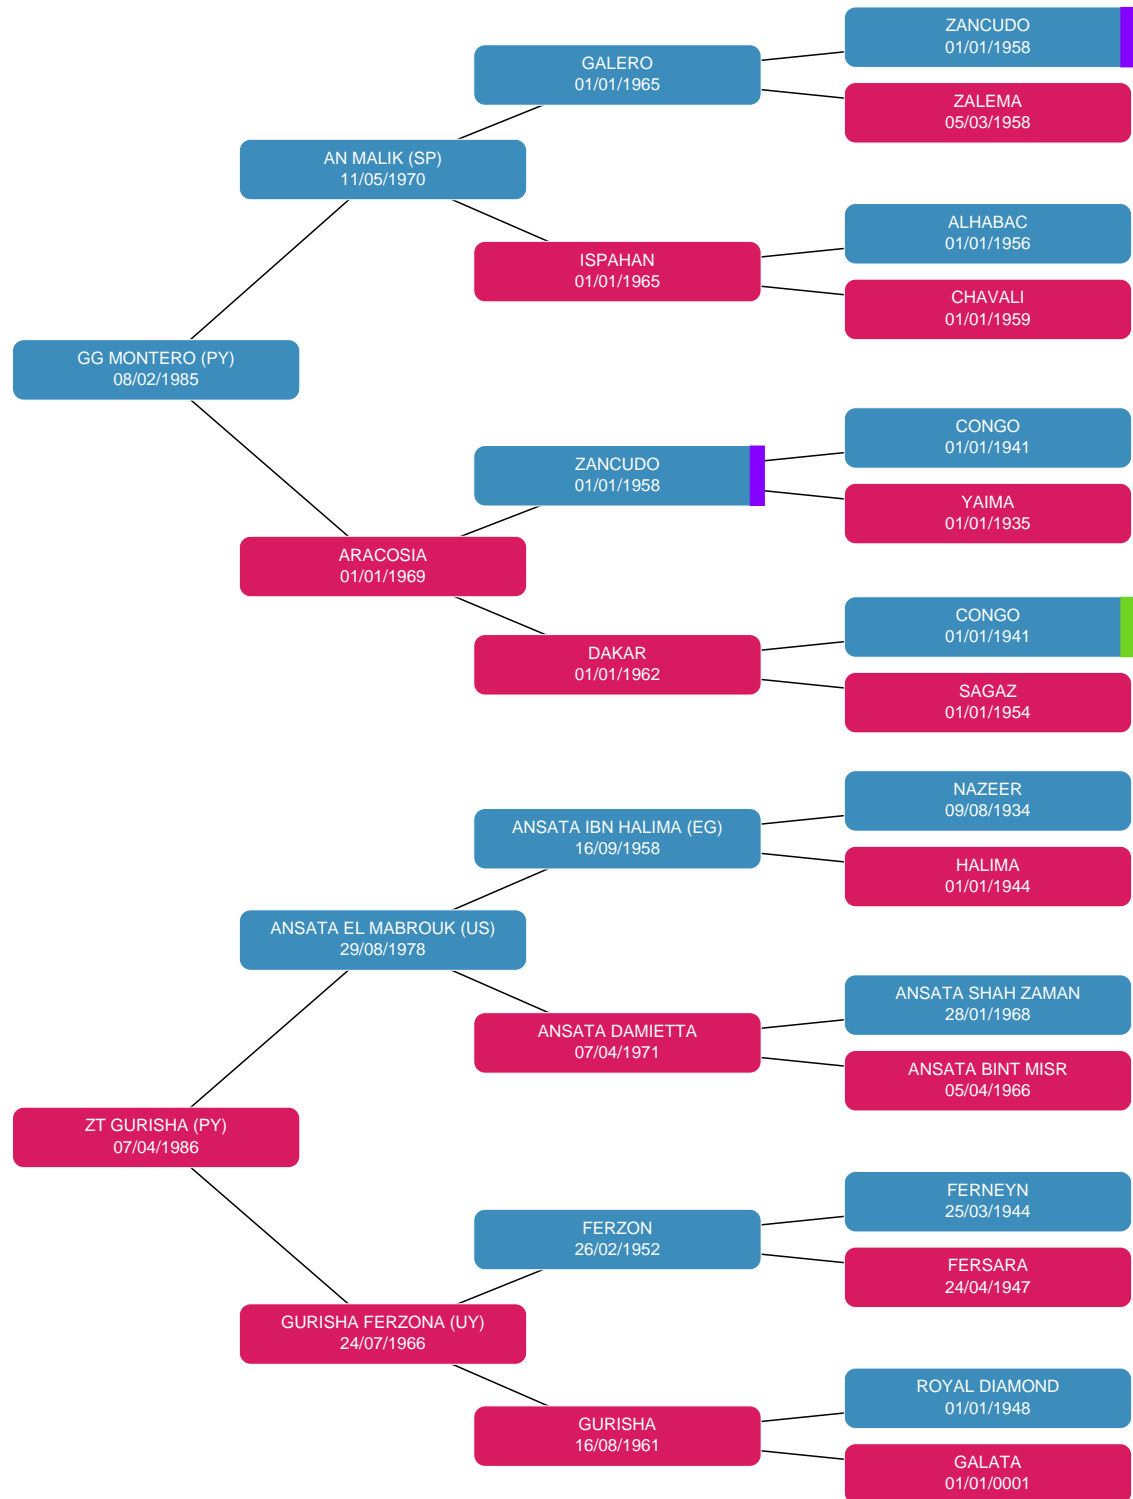 ZANCUDO
01/01/1958
GALERO
01/01/1965
ZALEMA
05/03/1958
AN MALIK (SP)
11/05/1970
ALHABAC
01/01/1956
ISPAHAN
01/01/1965
CHAVALI
01/01/1959
GG MONTERO (PY)
08/02/1985
CONGO
01/01/1941
ZANCUDO
01/01/1958
YAIMA
01/01/1935
ARACOSIA
01/01/1969
CONGO
01/01/1941
DAKAR
01/01/1962
SAGAZ
01/01/1954
NAZEER
09/08/1934
ANSATA IBN HALIMA (EG)
16/09/1958
HALIMA
01/01/1944
ANSATA EL MABROUK (US)
29/08/1978
ANSATA SHAH ZAMAN
28/01/1968
ANSATA DAMIETTA
07/04/1971
ANSATA BINT MISR
05/04/1966
ZT GURISHA (PY)
07/04/1986
FERNEYN
25/03/1944
FERZON
26/02/1952
FERSARA
24/04/1947
GURISHA FERZONA (UY)
24/07/1966
ROYAL DIAMOND
01/01/1948
GURISHA
16/08/1961
GALATA
01/01/0001